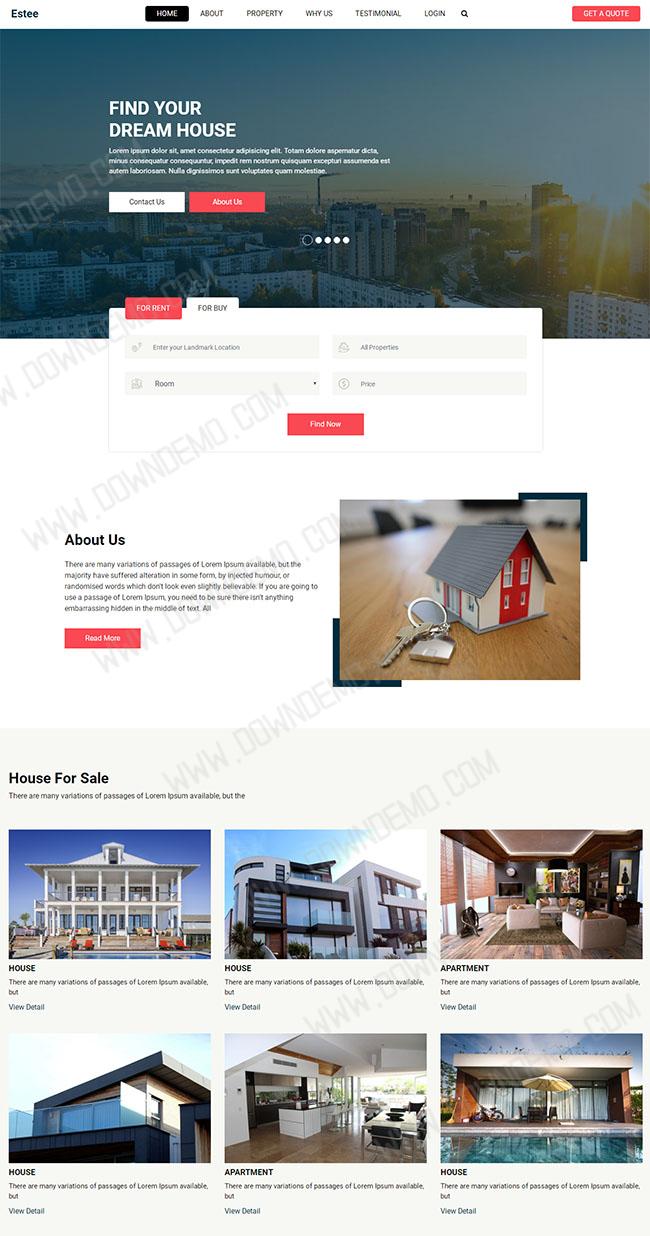 Estee
HOME ABOUT PROPERTY WHY US TESTIMONIAL LOGIN
GET A QUOTE
FIND YOUR
DREAM HOUSE
Lorem ipsum dolor sit, amet consectetur adipisicing elit. Totam dolore aspernatur dicta,
minus consequatur consequuntur, impedit rem nostrum quisquam excepturi assumenda est
autem laboriosam. Nulla dignissimos sunt voluptates quam molestiae.
Contact Us About Us
FOR RENT FOR BUY
Enter your Landmark Location
All Properties
Room
Price
Find Now
About Us
There are many variations of passages of Lorem Ipsum available, but the
majority have suffered alteration in some form, by injected humour, or
randomised words which don't look even slightly believable. If you are going to
use a passage of Lorem Ipsum, you need to be sure there isn't anything
embarrassing hidden in the middle of text. All
Read More
House For Sale
There are many variations of passages of Lorem Ipsum available, but the
HOUSE
There are many variations of passages of Lorem Ipsum available,
but
View Detail
HOUSE
There are many variations of passages of Lorem Ipsum available,
but
View Detail
APARTMENT
There are many variations of passages of Lorem Ipsum available,
but
View Detail
HOUSE
There are many variations of passages of Lorem Ipsum available,
but
View Detail
APARTMENT
There are many variations of passages of Lorem Ipsum available,
but
View Detail
HOUSE
There are many variations of passages of Lorem Ipsum available,
but
View Detail
WWW.DOWNDEMO.COM